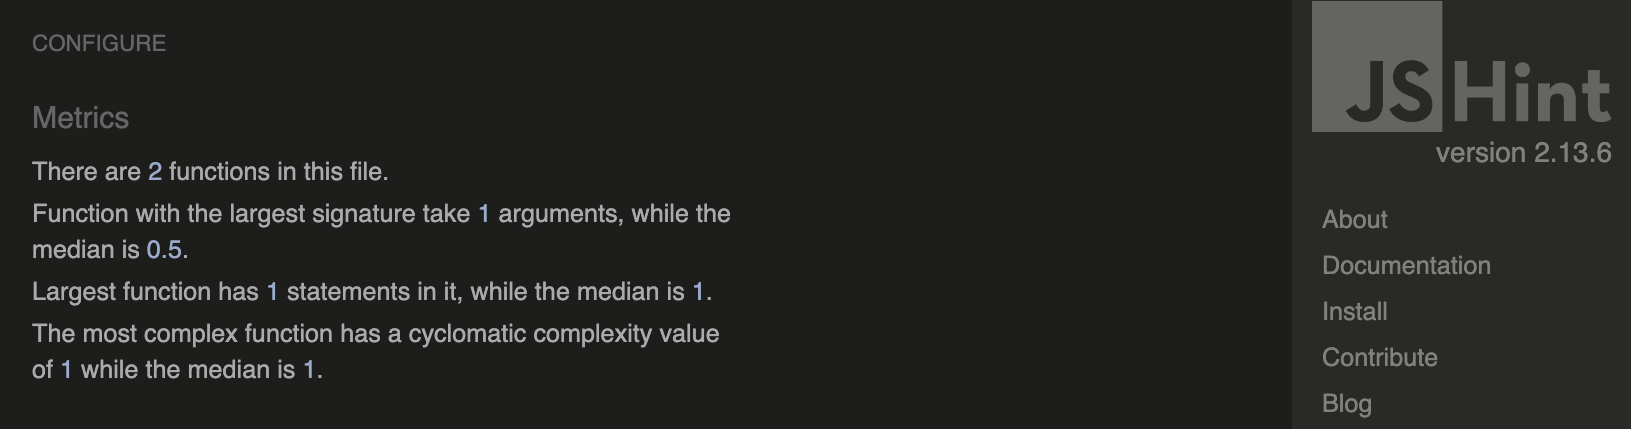 CONFIGURE
Metrics
There are 2 functions in this file.
Function with the largest signature take 1 arguments, while the
median is 0.5.
Largest function has 1 statements in it, while the median is 1.
The most complex function has a cyclomatic complexity value
of 1 while the median is 1.
JSHint
version 2.13.6
About
Documentation
Install
Contribute
Blog